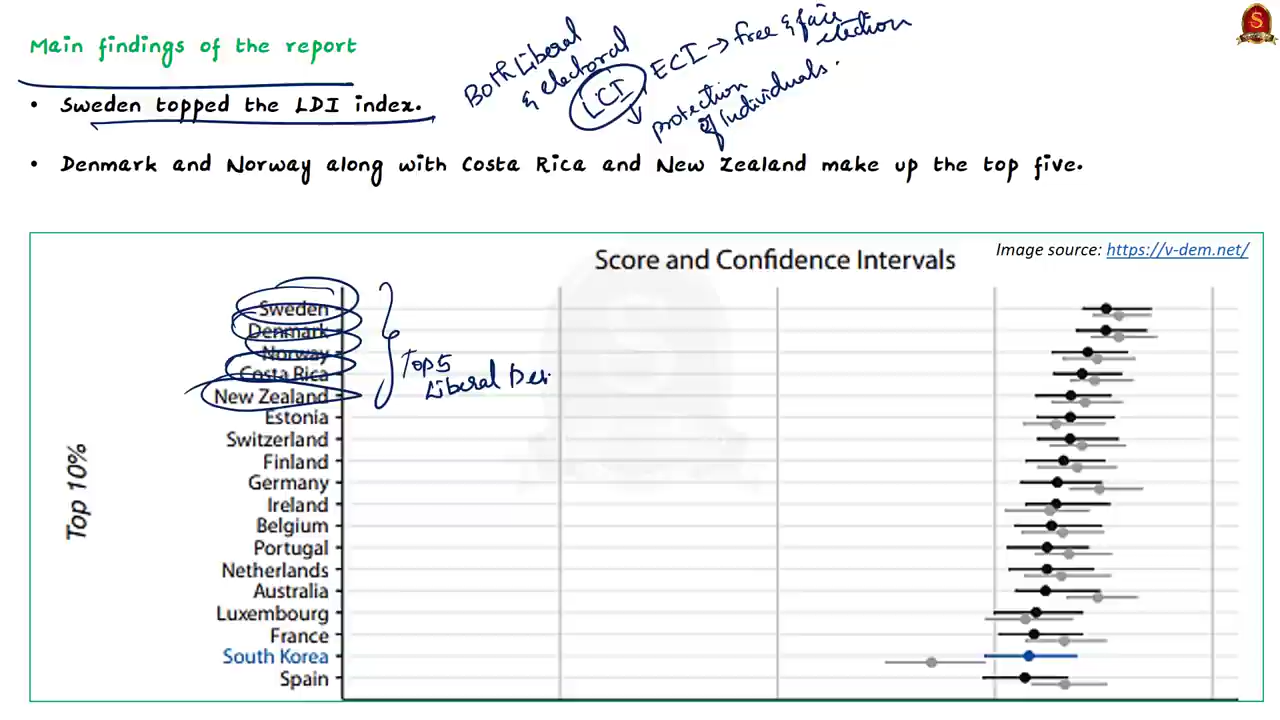 Main findings of the report
• Sweden topped the LDI index.
Both Liberal
& electoral
LCI
ECI → free & fair
election
protection
of individuals.
• Denmark and Norway along with Costa Rica and New Zealand make up the top five.
Score and Confidence Intervals
Image source: https://v-dem.net/
Top 10%
Sweden
Denmark
Norway
Costa Rica
New Zealand
Estonia
Switzerland
Finland
Germany
Ireland
Belgium
Portugal
Netherlands
Australia
Luxembourg
France
South Korea
Spain
Top 5
Liberal De
S